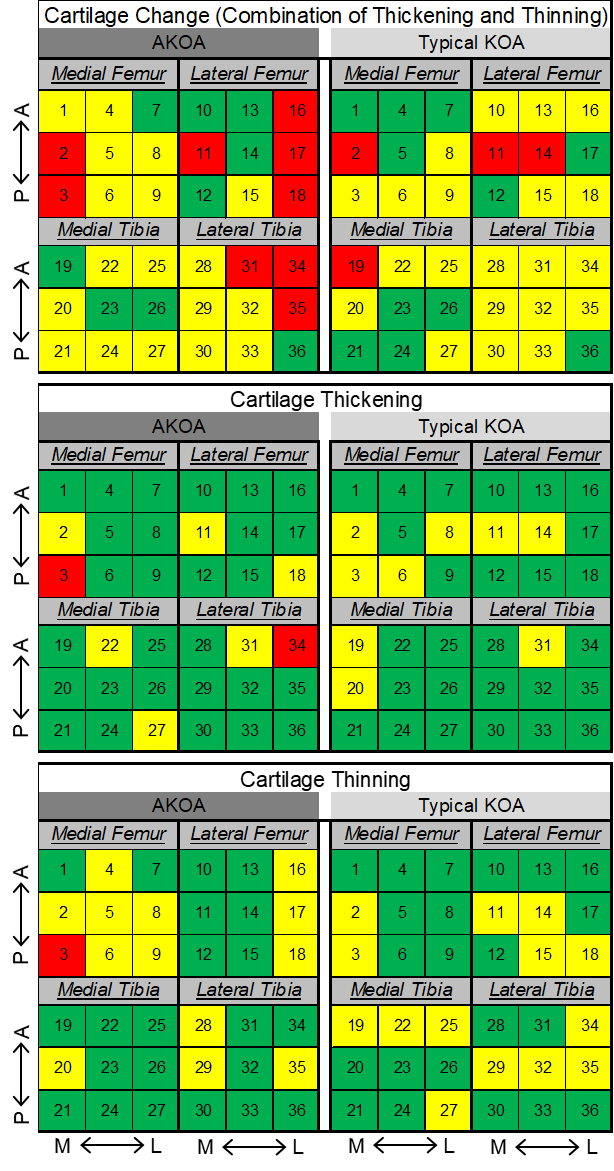 Cartilage Change (Combination of Thickening and Thinning)
AKOA Typical KOA
Medial Femur Lateral Femur Medial Femur Lateral Femur
1 4 7 10 13 16 1 4 7 10 13 16
P A 2 5 8 11 14 17 2 5 8 11 14 17
3 6 9 12 15 18 3 6 9 12 15 18
Medial Tibia Lateral Tibia Medial Tibia Lateral Tibia
19 22 25 28 31 34 19 22 25 28 31 34
P A 20 23 26 29 32 35 20 23 26 29 32 35
21 24 27 30 33 36 21 24 27 30 33 36
Cartilage Thickening
AKOA Typical KOA
Medial Femur Lateral Femur Medial Femur Lateral Femur
1 4 7 10 13 16 1 4 7 10 13 16
P A 2 5 8 11 14 17 2 5 8 11 14 17
3 6 9 12 15 18 3 6 9 12 15 18
Medial Tibia Lateral Tibia Medial Tibia Lateral Tibia
19 22 25 28 31 34 19 22 25 28 31 34
P A 20 23 26 29 32 35 20 23 26 29 32 35
21 24 27 30 33 36 21 24 27 30 33 36
Cartilage Thinning
AKOA Typical KOA
Medial Femur Lateral Femur Medial Femur Lateral Femur
1 4 7 10 13 16 1 4 7 10 13 16
P A 2 5 8 11 14 17 2 5 8 11 14 17
3 6 9 12 15 18 3 6 9 12 15 18
Medial Tibia Lateral Tibia Medial Tibia Lateral Tibia
19 22 25 28 31 34 19 22 25 28 31 34
P A 20 23 26 29 32 35 20 23 26 29 32 35
21 24 27 30 33 36 21 24 27 30 33 36
M L M L M L M L